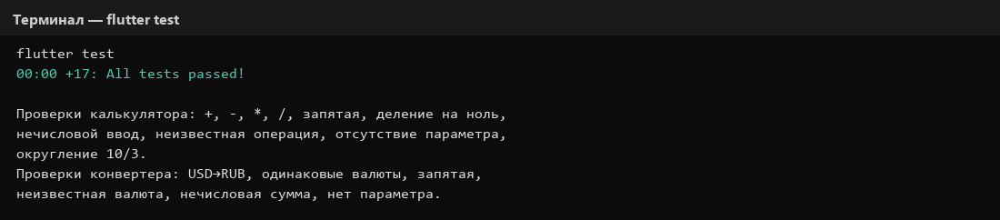 Терминал — flutter test
flutter test
00:00 +17: All tests passed!
Проверки калькулятора: +, -, *, /, запятая, деление на ноль,
нечисловой ввод, неизвестная операция, отсутствие параметра,
округление 10/3.
Проверки конвертера: USD→RUB, одинаковые валюты, запятая,
неизвестная валюта, нечисловая сумма, нет параметра.